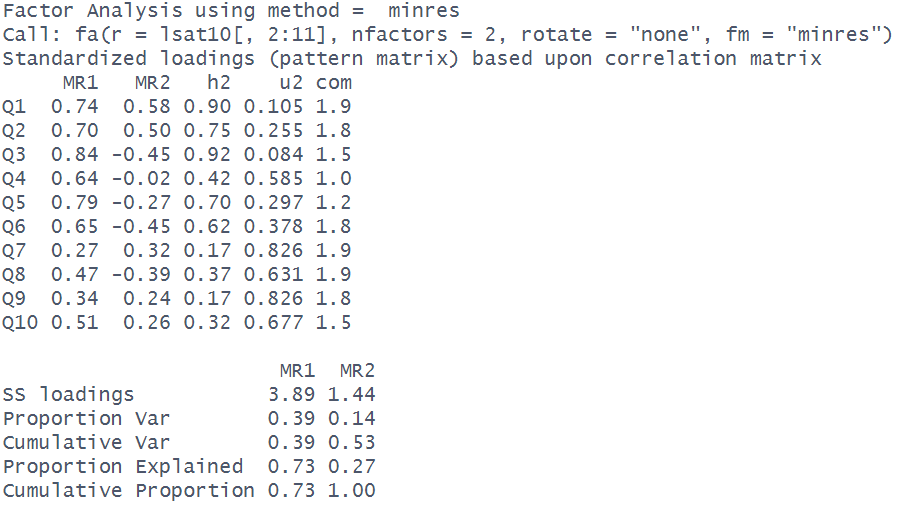 Factor Analysis using method =  minres
Call: fa(r = lsat10[, 2:11], nfactors = 2, rotate = "none", fm = "minres")
Standardized loadings (pattern matrix) based upon correlation matrix
     MR1   MR2   h2    u2 com
Q1  0.74  0.58 0.90 0.105 1.9
Q2  0.70  0.50 0.75 0.255 1.8
Q3  0.84 -0.45 0.92 0.084 1.5
Q4  0.64 -0.02 0.42 0.585 1.0
Q5  0.79 -0.27 0.70 0.297 1.2
Q6  0.65 -0.45 0.62 0.378 1.8
Q7  0.27  0.32 0.17 0.826 1.9
Q8  0.47 -0.39 0.37 0.631 1.9
Q9  0.34  0.24 0.17 0.826 1.8
Q10 0.51  0.26 0.32 0.677 1.5
                       MR1  MR2
SS loadings           3.89 1.44
Proportion Var        0.39 0.14
Cumulative Var        0.39 0.53
Proportion Explained  0.73 0.27
Cumulative Proportion 0.73 1.00